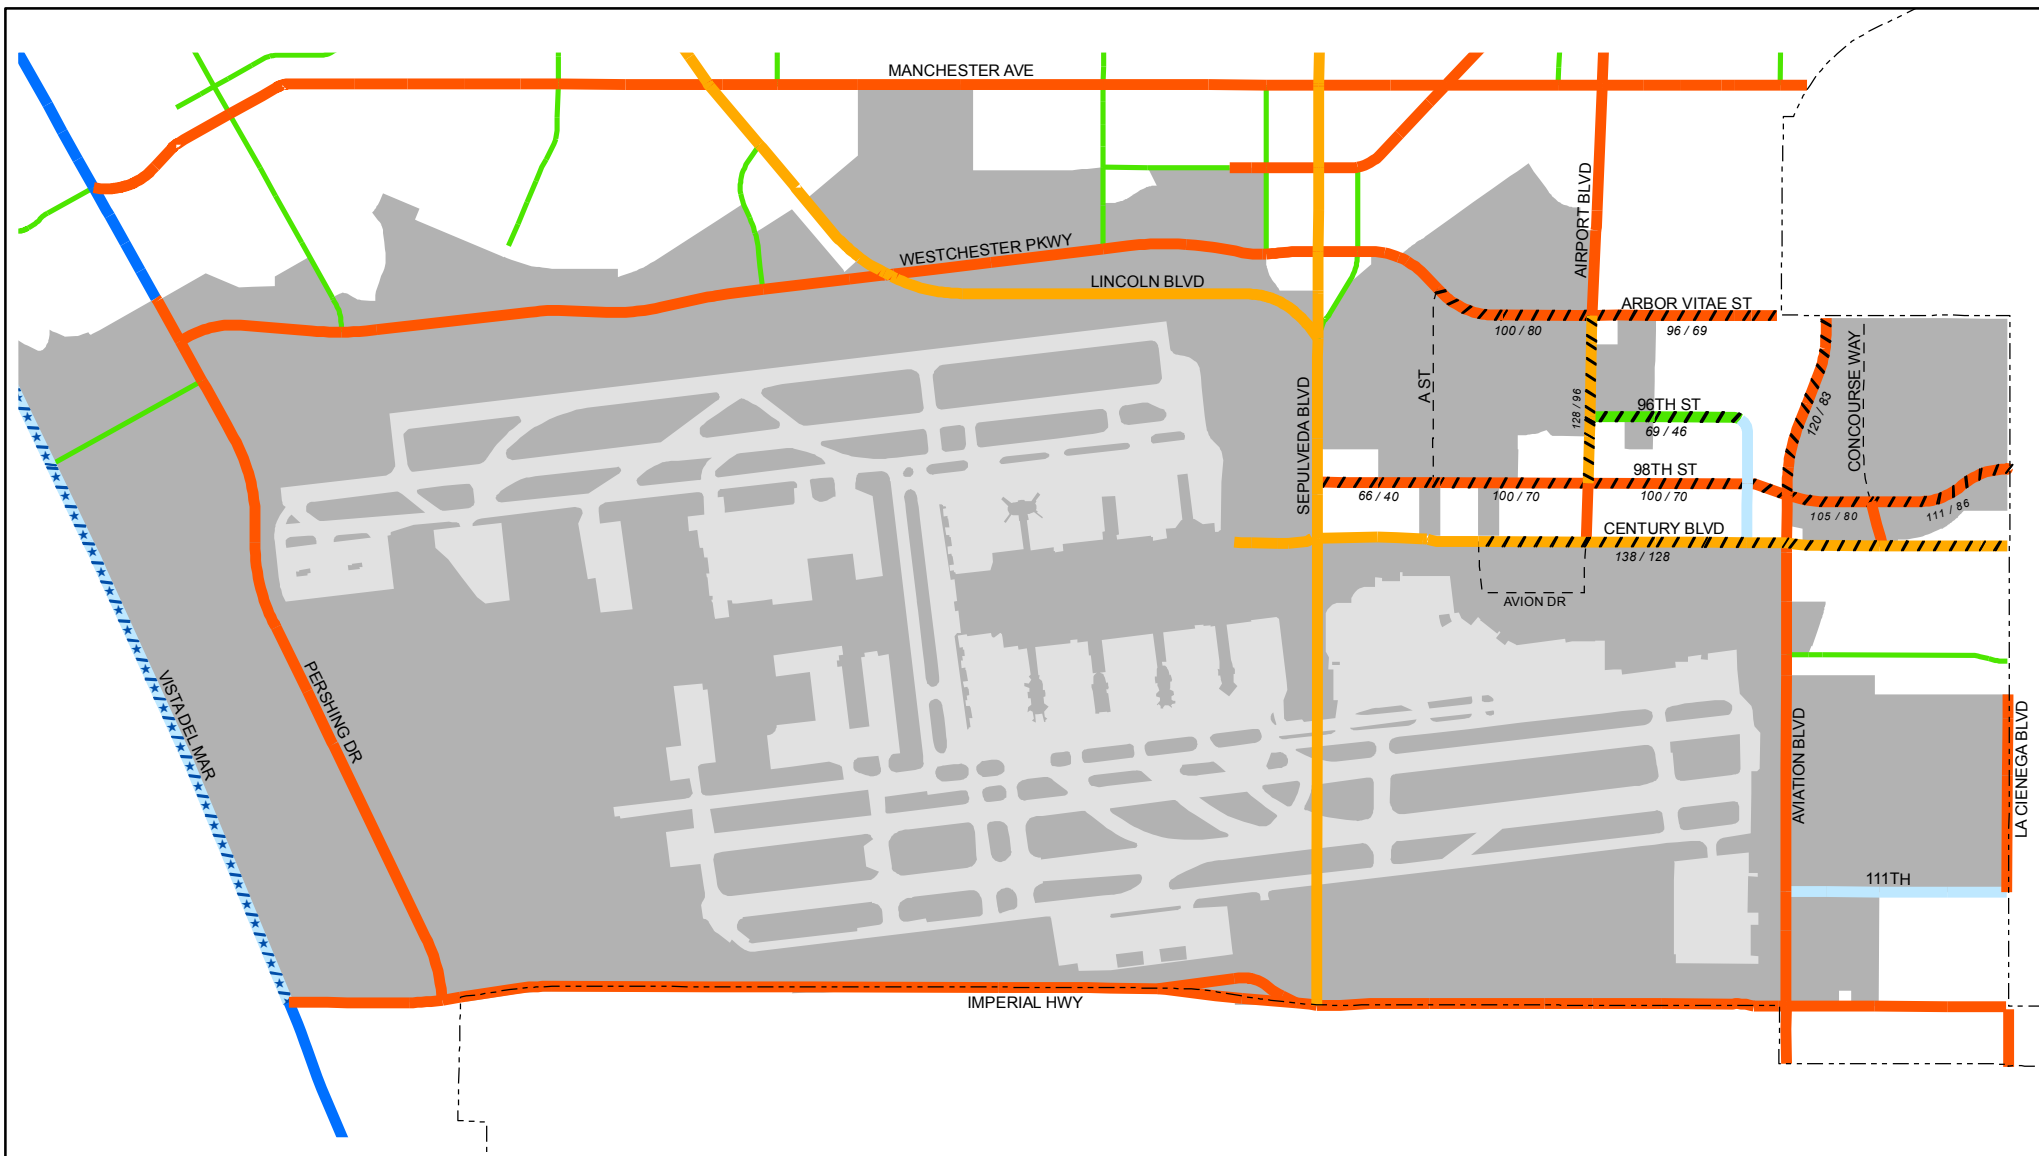 MANCHESTER AVE
WESTCHESTER PKWY
LINCOLN BLVD
AIRPORT BLVD
ARBOR VITAE ST
100 / 80
96 / 69
A ST
SEPULVEDA BLVD
128 / 96
96TH ST
69 / 46
120 / 83
CONCOURSE WAY
98TH ST
66 / 40
100 / 70
100 / 70
105 / 80
111 / 86
CENTURY BLVD
138 / 128
AVION DR
VISTA DEL MAR
PERSHING DR
AVIATION BLVD
LA CIENEGA BLVD
111TH
IMPERIAL HWY